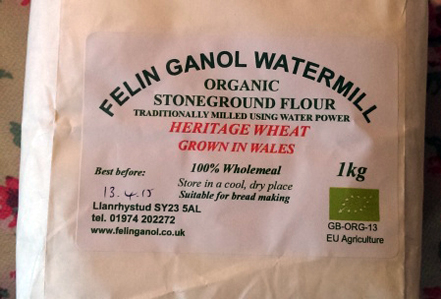 FELIN GANOL WATERMILL
ORGANIC
STONEGROUND FLOUR
TRADITIONALLY MILLED USING WATER POWER
HERITAGE WHEAT
GROWN IN WALES
Best before:
100% Wholemeal
1kg
13.4.15
Store in a cool, dry place
Suitable for bread making
Llanrhystud SY23 5AL
tel. 01974 202272
www.felinganol.co.uk
GB-ORG-13
EU Agriculture